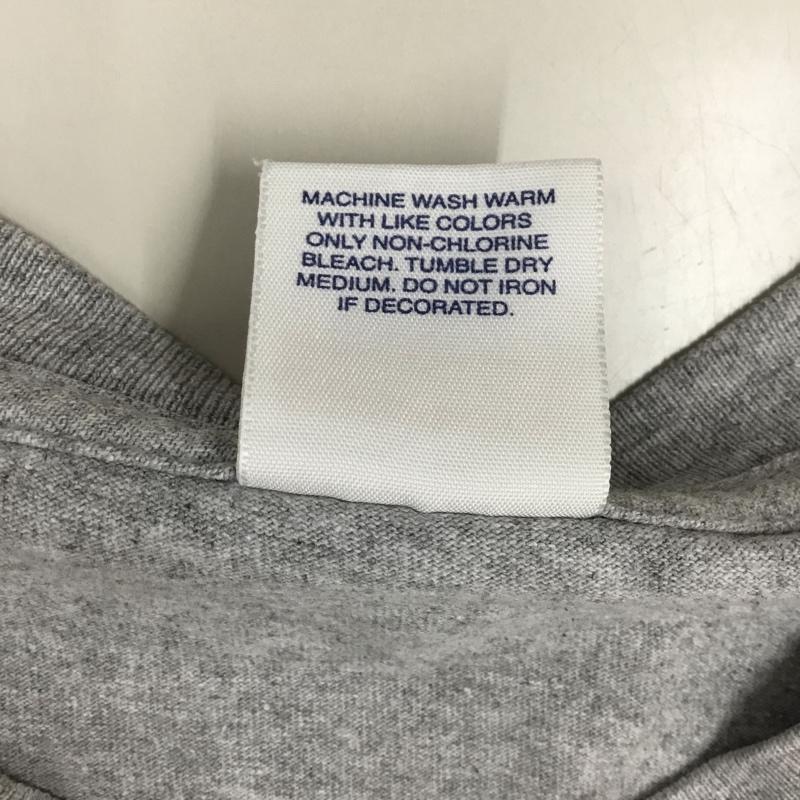 MACHINE WASH WARM
WITH LIKE COLORS
ONLY NON-CHLORINE
BLEACH. TUMBLE DRY
MEDIUM. DO NOT IRON
IF DECORATED.